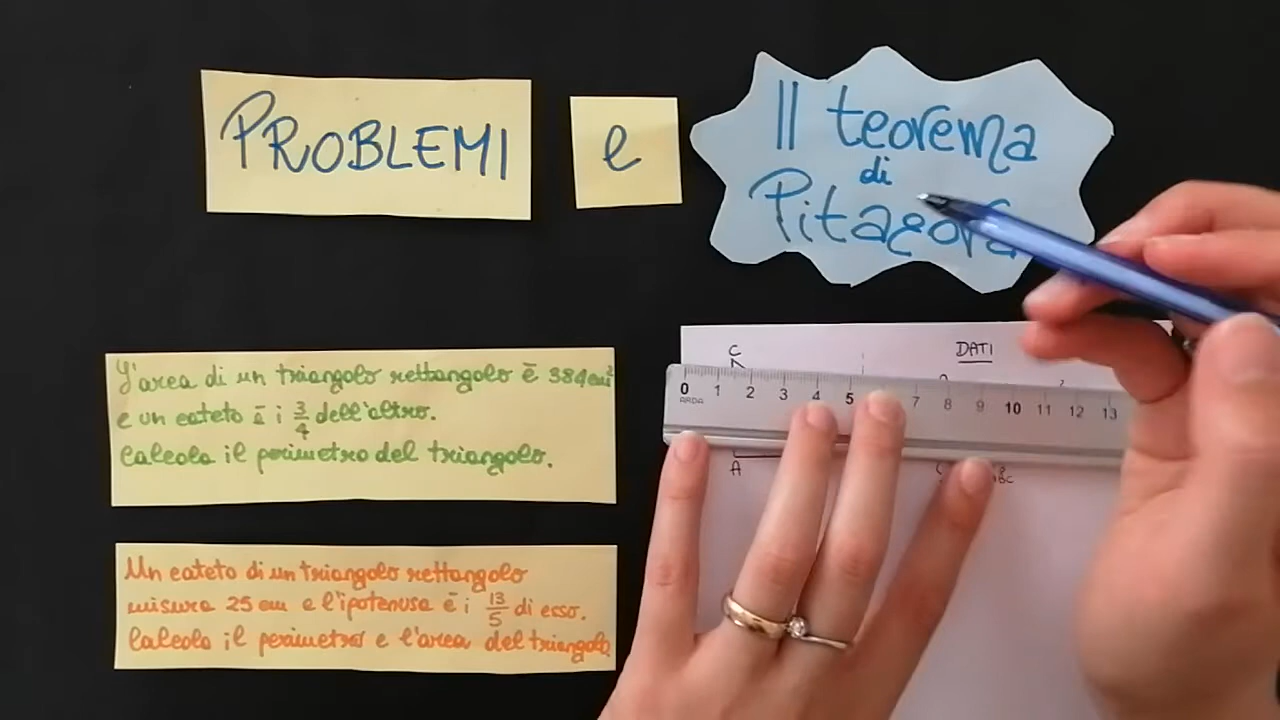 PROBLEMI
e
Il teorema
di
Pitagora
L'area di un triangolo rettangolo è 384 cm²
e un cateto è i 3/4 dell'altro.
Calcola il perimetro del triangolo.
Un cateto di un triangolo rettangolo
misura 25 cm e l'ipotenusa è i 13/5 di esso.
Calcola il perimetro e l'area del triangolo.
C
DATI
0 1 2 3 4 5 7 8 9 10 11 12 13
ARDA
A